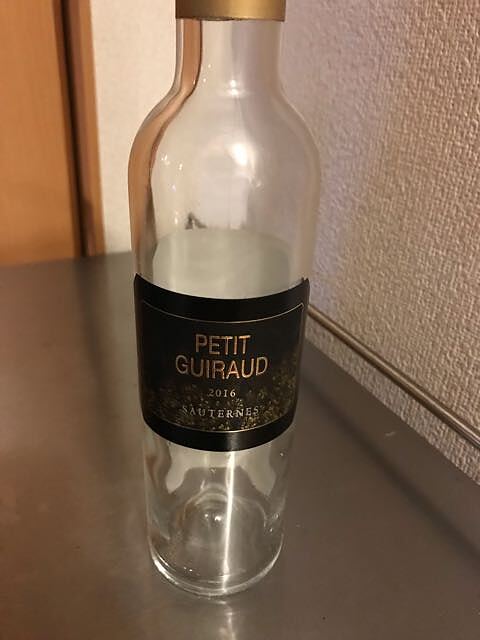 PETIT
GUIRAUD
2016
SAUTERNES